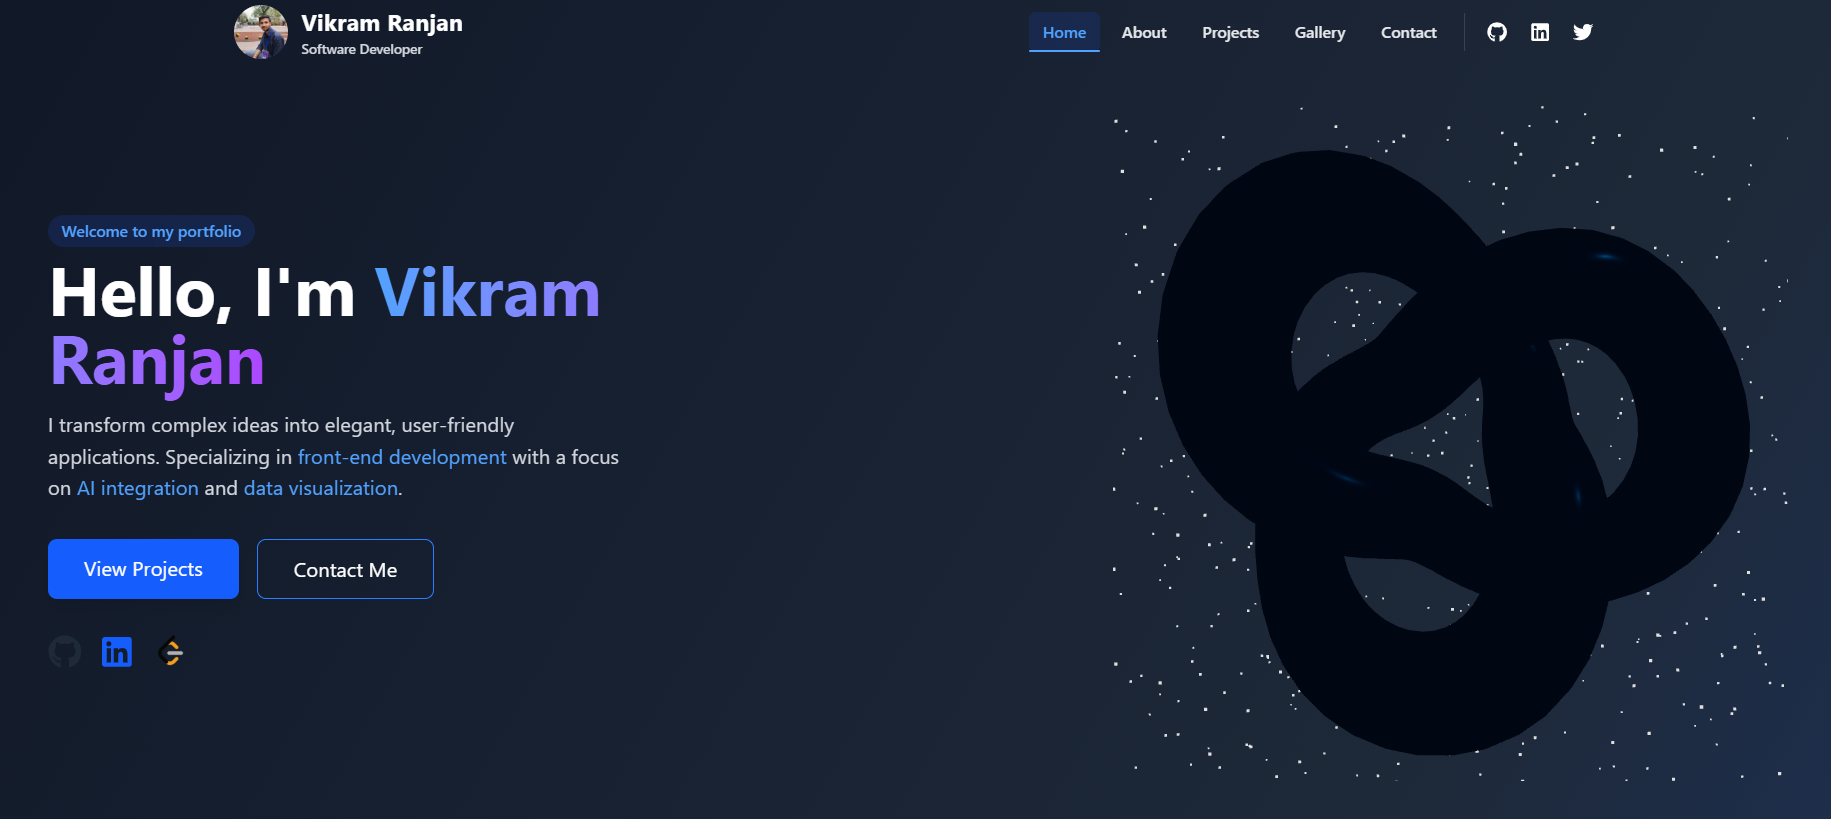 Vikram Ranjan
Software Developer
Home About Projects Gallery Contact
Welcome to my portfolio
Hello, I'm Vikram
Ranjan
I transform complex ideas into elegant, user-friendly
applications. Specializing in front-end development with a focus
on AI integration and data visualization.
View Projects Contact Me